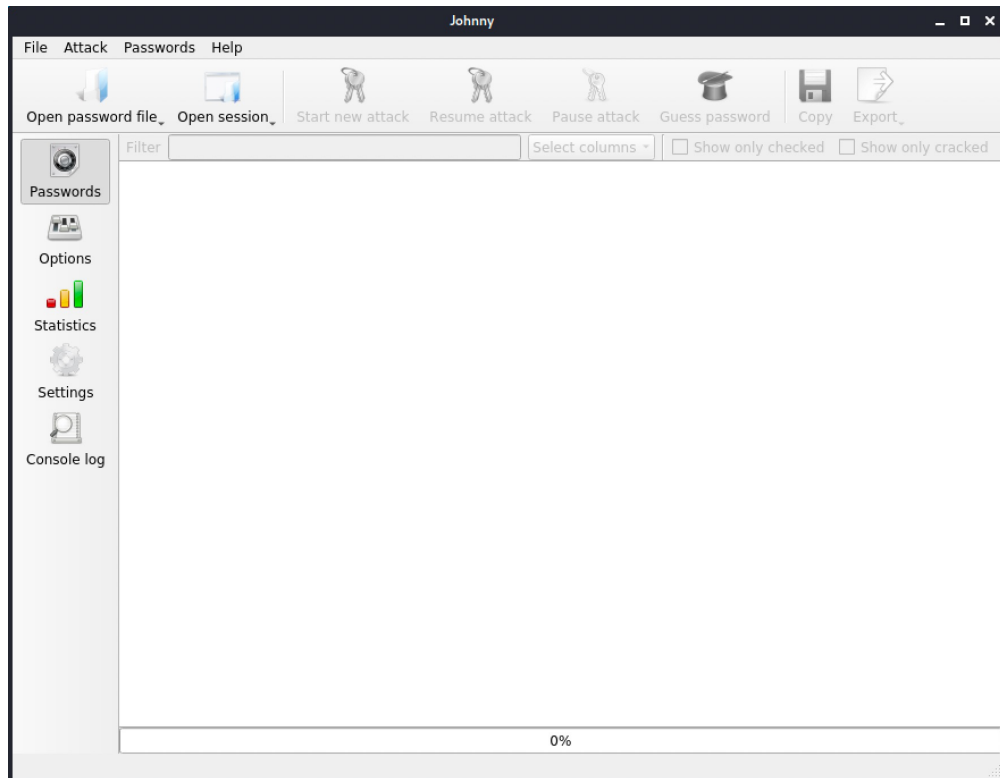 Johnny
File Attack Passwords Help
Open password file Open session Start new attack Resume attack Pause attack Guess password Copy Export
Filter Select columns Show only checked Show only cracked
Passwords
Options
Statistics
Settings
Console log
0%